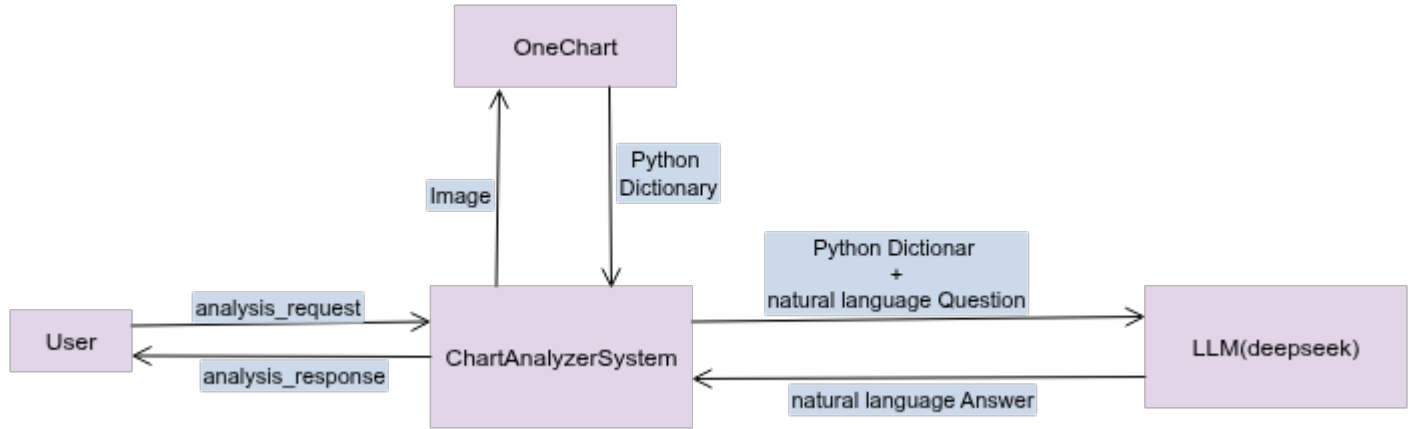 OneChart
Python
Dictionary
Image
Python Dictionar
+
natural language Question
analysis_request
User
ChartAnalyzerSystem
LLM(deepseek)
analysis_response
natural language Answer